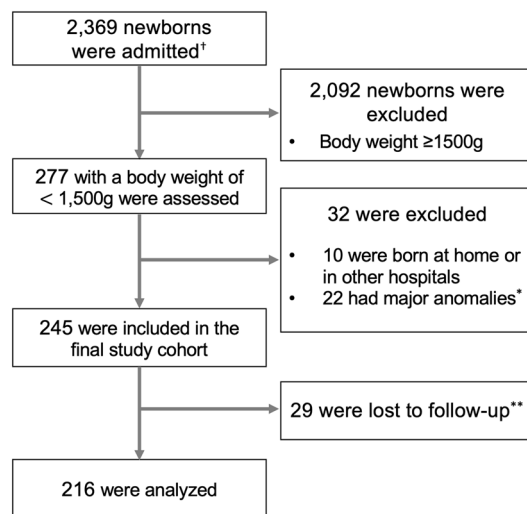 2,369 newborns
were admitted†
2,092 newborns were
excluded
• Body weight ≥1500g
277 with a body weight of
< 1,500g were assessed
32 were excluded
• 10 were born at home or
in other hospitals
• 22 had major anomalies*
245 were included in the
final study cohort
29 were lost to follow-up**
216 were analyzed